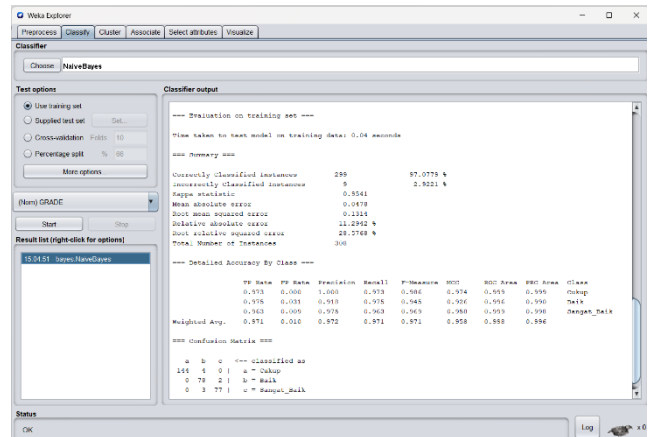 Weka Explorer
Preprocess Classify Cluster Associate Select attributes Visualize
Classifier
Choose NaiveBayes
Test options
Use training set
Supplied test set Set...
Cross-validation Folds 10
Percentage split % 66
More options
(Nom) GRADE
Start Stop
Result list (right-click for options)
15:04:51 bayes.NaiveBayes
Classifier output
=== Evaluation on training set ===
Time taken to test model on training data: 0.04 seconds
=== Summary ===
Correctly Classified Instances 299 97.0779 %
Incorrectly Classified Instances 9 2.9221 %
Kappa statistic 0.9541
Mean absolute error 0.0478
Root mean squared error 0.1314
Relative absolute error 11.2942 %
Root relative squared error 28.5768 %
Total Number of Instances 308
=== Detailed Accuracy By Class ===
TP Rate FP Rate Precision Recall F-Measure MCC ROC Area PRC Area Class
0.973 0.000 1.000 0.973 0.986 0.974 0.999 0.999 Cukup
0.975 0.031 0.918 0.975 0.945 0.926 0.996 0.990 Baik
0.963 0.009 0.975 0.963 0.969 0.958 0.999 0.998 Sangat_Baik
Weighted Avg. 0.971 0.010 0.972 0.971 0.971 0.958 0.998 0.996
=== Confusion Matrix ===
a b c <-- classified as
144 4 0 | a = Cukup
0 78 2 | b = Baik
0 3 77 | c = Sangat_Baik
Status
OK
Log x 0